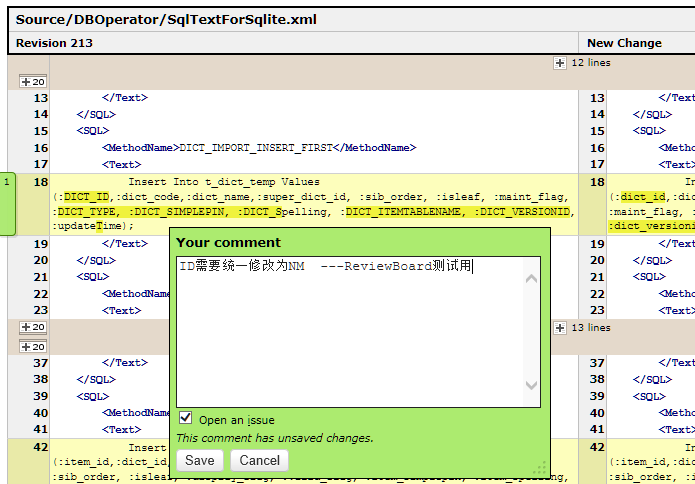 Source/DBOperator/SqlTextForSqlite.xml
Revision 213 New Change
+ 12 lines
+20
13 </Text> 13 </Text>
14 </SQL> 14 </SQL>
15 <SQL> 15 <SQL>
16 <MethodName>DICT_IMPORT_INSERT_FIRST</MethodName> 16 <MethodName
17 <Text> 17 <Text>
1 18 Insert Into t_dict_temp Values 18 In
(:DICT_ID,:dict_code,:dict_name,:super_dict_id, :sib_order, :isleaf, :maint_flag, (:dict_id,:dic
:DICT_TYPE, :DICT_SIMPLEPIN, :DICT_Spelling, :DICT_ITEMTABLENAME, :DICT_VERSIONID, :maint_flag, :
:updateTime); :dict_versioni
19 </Text> 19 </Text>
20 </SQL> 20 </SQL>
21 <SQL> 21 <SQL>
22 <MethodNam 22 <MethodName
23 <Text> 23 <Text>
+20 + 13 lines
+20
37 </Text> 37 </Text>
38 </SQL> 38 </SQL>
39 <SQL> 39 <SQL>
40 <MethodNam 40 <MethodName
41 <Text> 41 <Text>
42 Insert 42 In
(:item_id,:dict_id, (:item_id,:dic
:sib_order, :isleaf, :sib_order, :i
Your comment
ID需要统一修改为NM ---ReviewBoard测试用
Open an issue
This comment has unsaved changes.
Save Cancel